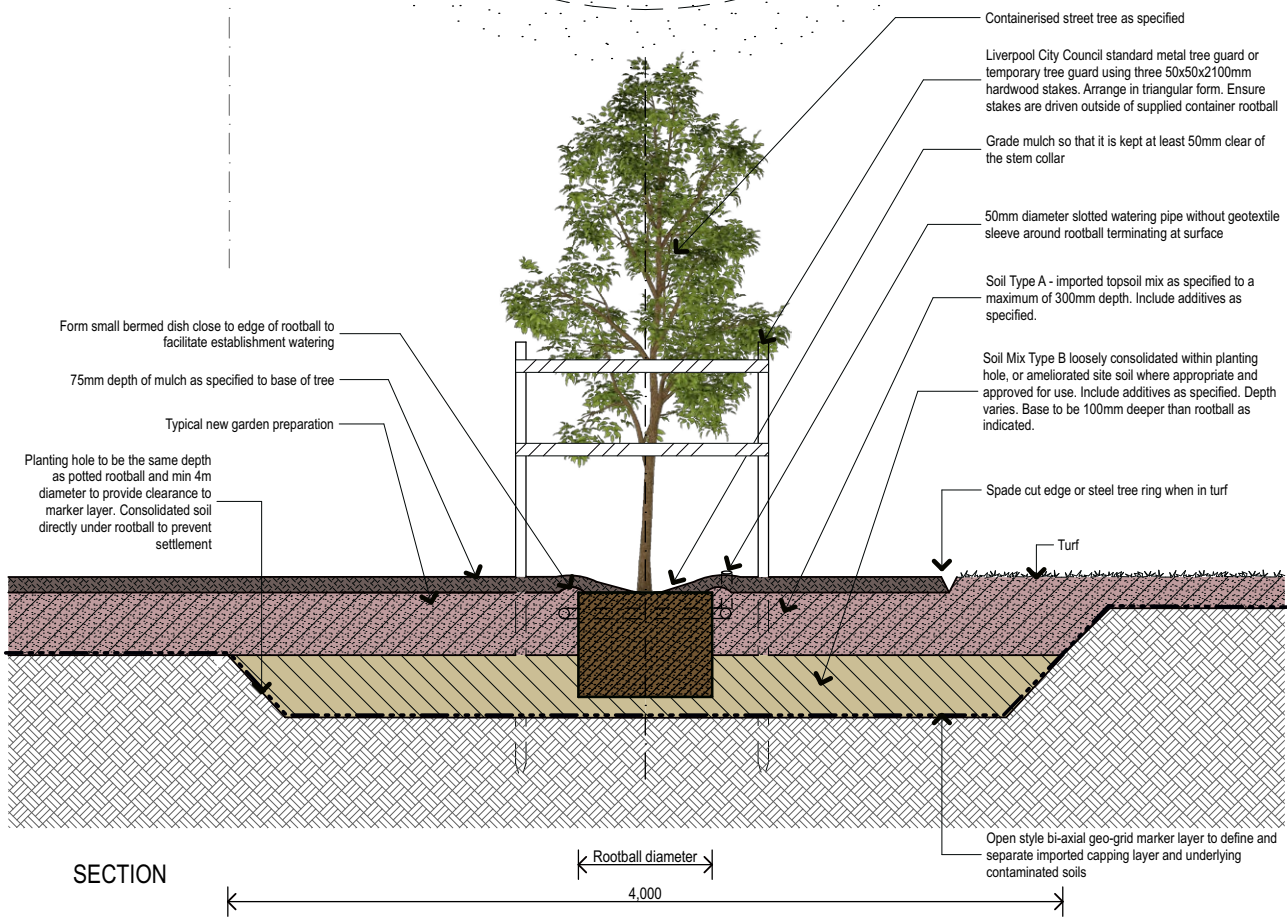 Containerised street tree as specified
Liverpool City Council standard metal tree guard or
temporary tree guard using three 50x50x2100mm
hardwood stakes. Arrange in triangular form. Ensure
stakes are driven outside of supplied container rootball
Grade mulch so that it is kept at least 50mm clear of
the stem collar
50mm diameter slotted watering pipe without geotextile
sleeve around rootball terminating at surface
Soil Type A - imported topsoil mix as specified to a
maximum of 300mm depth. Include additives as
specified.
Soil Mix Type B loosely consolidated within planting
hole, or ameliorated site soil where appropriate and
approved for use. Include additives as specified. Depth
varies. Base to be 100mm deeper than rootball as
indicated.
Spade cut edge or steel tree ring when in turf
Turf
Form small bermed dish close to edge of rootball to
facilitate establishment watering
75mm depth of mulch as specified to base of tree
Typical new garden preparation
Planting hole to be the same depth
as potted rootball and min 4m
diameter to provide clearance to
marker layer. Consolidated soil
directly under rootball to prevent
settlement
Open style bi-axial geo-grid marker layer to define and
separate imported capping layer and underlying
contaminated soils
SECTION
Rootball diameter
4,000